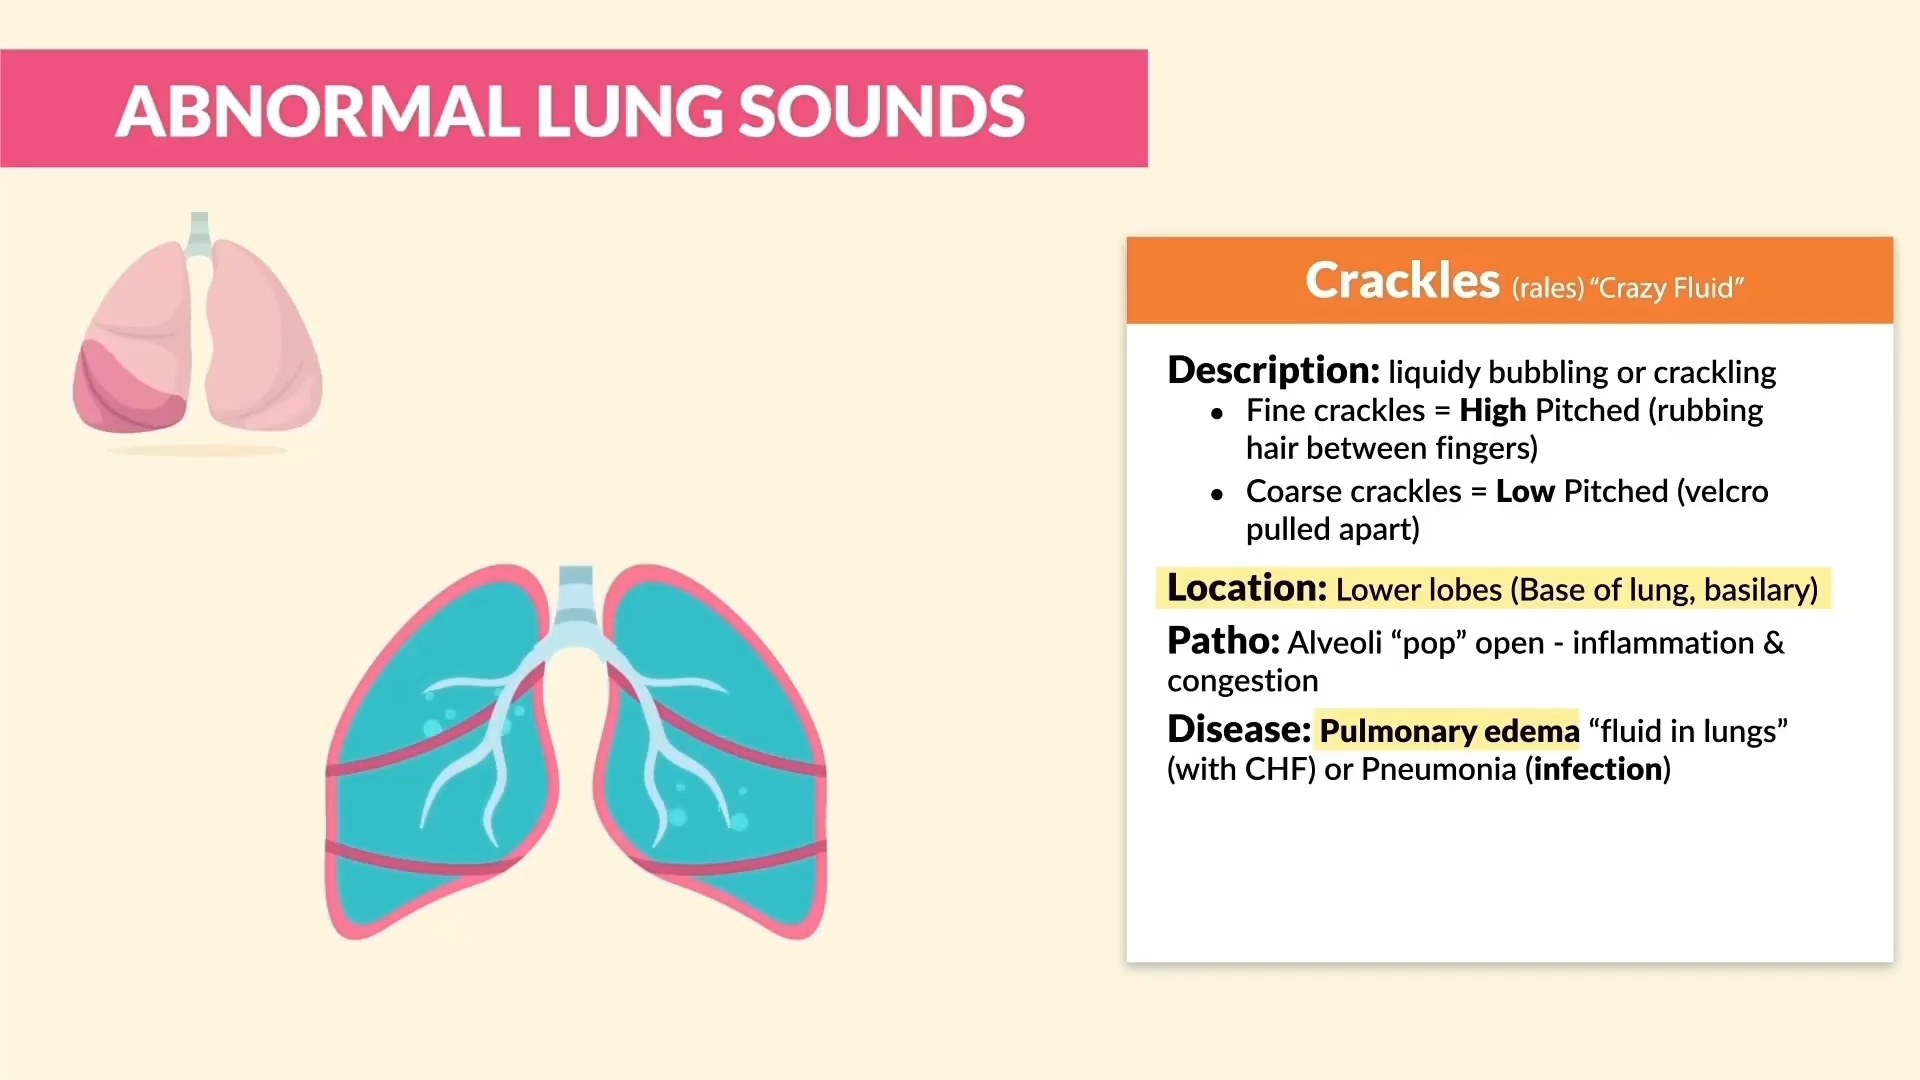 ABNORMAL LUNG SOUNDS
Crackles (rales) “Crazy Fluid”
Description: liquidy bubbling or crackling
• Fine crackles = High Pitched (rubbing
hair between fingers)
• Coarse crackles = Low Pitched (velcro
pulled apart)
Location: Lower lobes (Base of lung, basilary)
Patho: Alveoli “pop” open - inflammation &
congestion
Disease: Pulmonary edema “fluid in lungs”
(with CHF) or Pneumonia (infection)